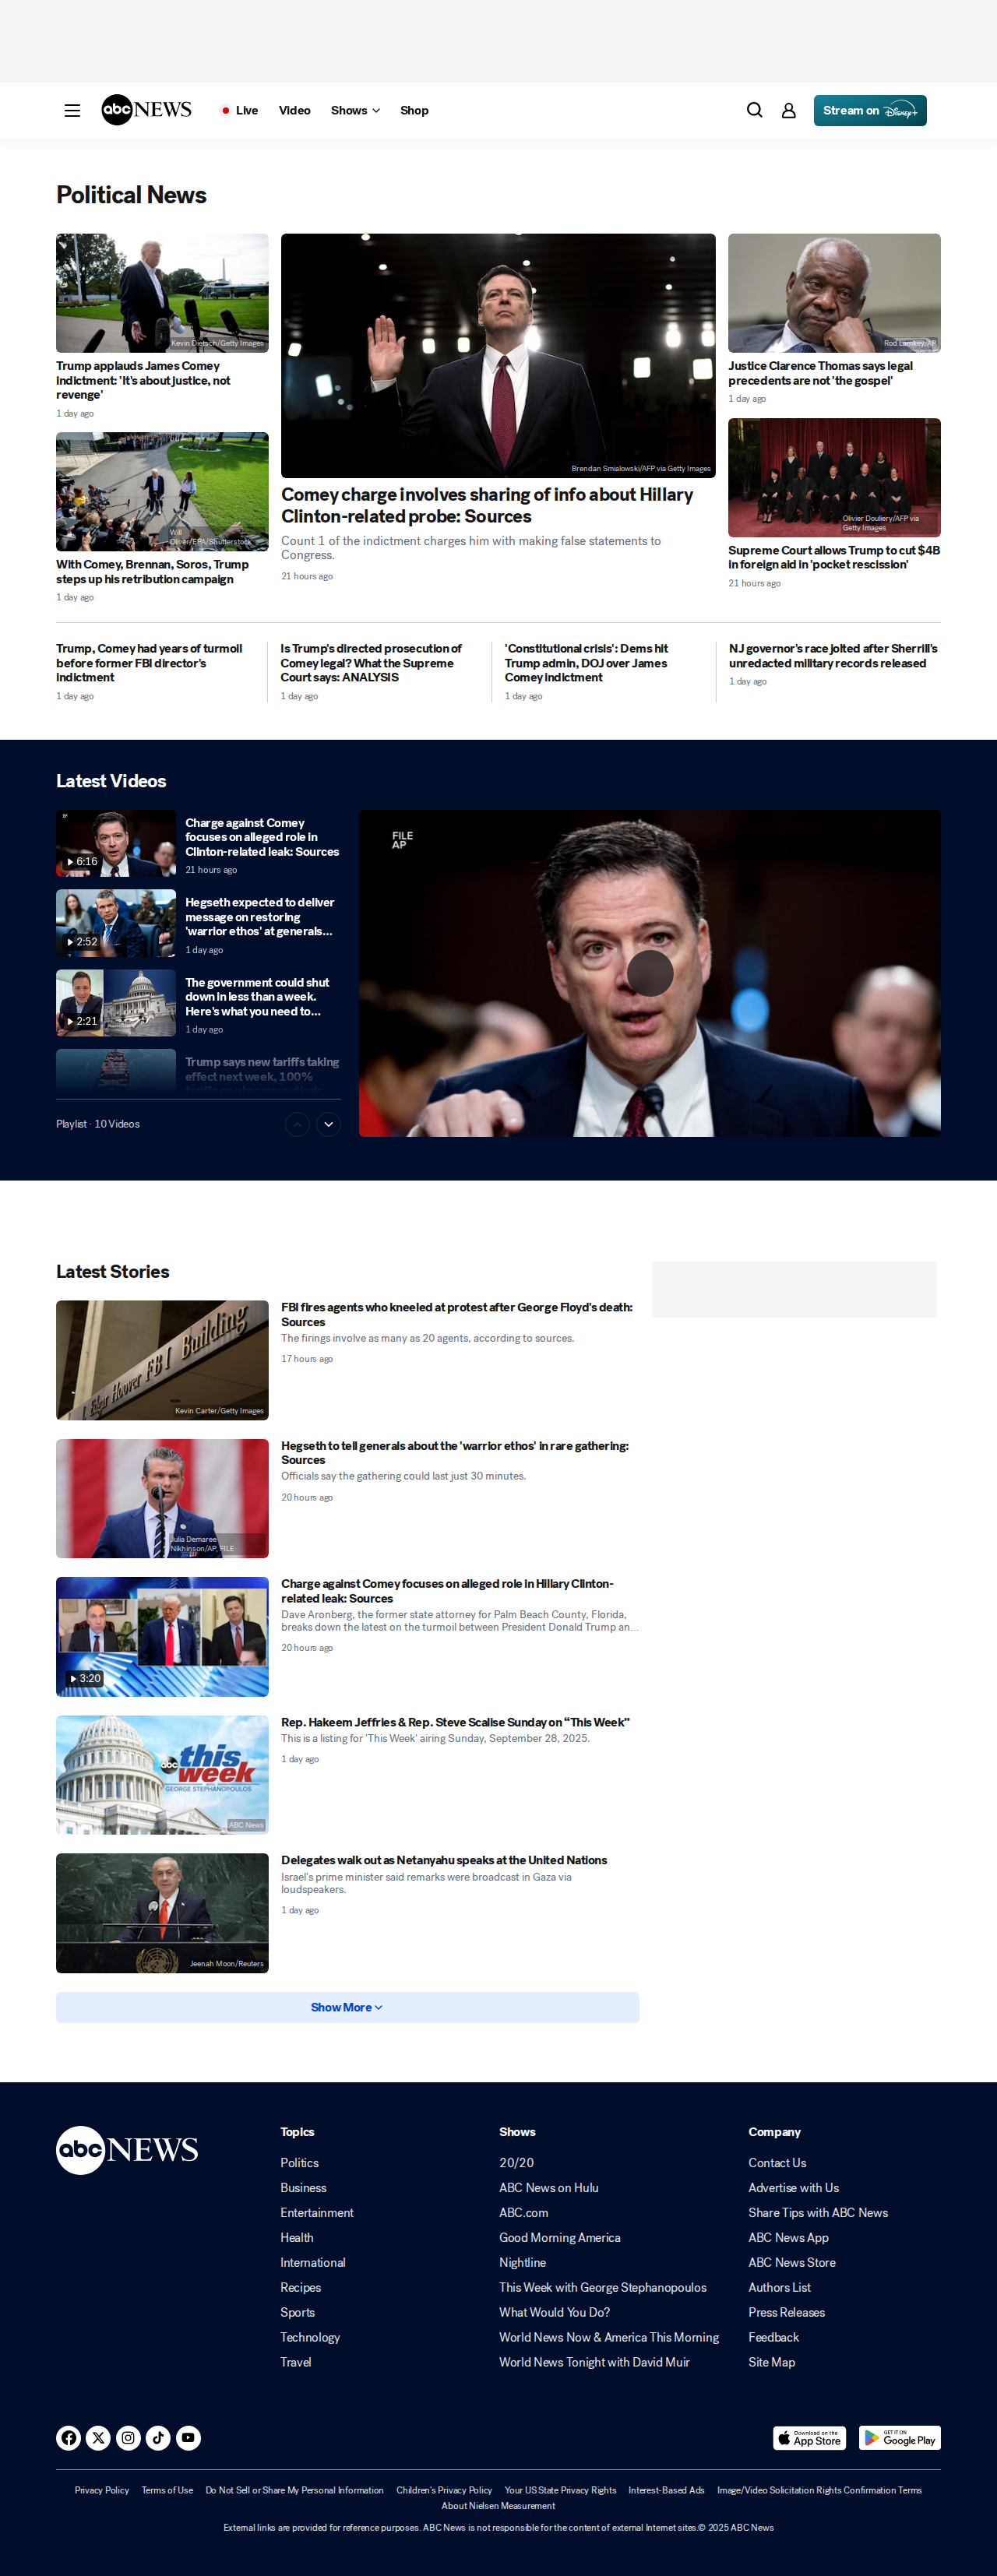 abc NEWS
Live
Video
Shows
Shop
Stream on Disney+
Political News
Kevin Dietsch/Getty Images
Trump applauds James Comey
indictment: 'It's about justice, not
revenge'
1 day ago
Will
Oliver/EPA/Shutterstock
With Comey, Brennan, Soros, Trump
steps up his retribution campaign
1 day ago
Brendan Smialowski/AFP via Getty Images
Comey charge involves sharing of info about Hillary
Clinton-related probe: Sources
Count 1 of the indictment charges him with making false statements to
Congress.
21 hours ago
Rod Lamkey/AP
Justice Clarence Thomas says legal
precedents are not 'the gospel'
1 day ago
Olivier Douliery/AFP via
Getty Images
Supreme Court allows Trump to cut $4B
in foreign aid in 'pocket rescission'
21 hours ago
Trump, Comey had years of turmoil
before former FBI director's
indictment
1 day ago
Is Trump's directed prosecution of
Comey legal? What the Supreme
Court says: ANALYSIS
1 day ago
'Constitutional crisis': Dems hit
Trump admin, DOJ over James
Comey indictment
1 day ago
NJ governor's race jolted after Sherrill's
unredacted military records released
1 day ago
Latest Videos
6:16
Charge against Comey
focuses on alleged role in
Clinton-related leak: Sources
21 hours ago
2:52
Hegseth expected to deliver
message on restoring
'warrior ethos' at generals...
1 day ago
2:21
The government could shut
down in less than a week.
Here's what you need to...
1 day ago
Trump says new tariffs taking
effect next week, 100%
Playlist · 10 Videos
FILE
AP
Latest Stories
Edgar Hoover FBI Building
Kevin Carter/Getty Images
FBI fires agents who kneeled at protest after George Floyd's death:
Sources
The firings involve as many as 20 agents, according to sources.
17 hours ago
Julia Demaree
Nikhinson/AP, FILE
Hegseth to tell generals about the 'warrior ethos' in rare gathering:
Sources
Officials say the gathering could last just 30 minutes.
20 hours ago
3:20
Charge against Comey focuses on alleged role in Hillary Clinton-
related leak: Sources
Dave Aronberg, the former state attorney for Palm Beach County, Florida,
breaks down the latest on the turmoil between President Donald Trump an...
20 hours ago
abc this week
GEORGE STEPHANOPOULOS
ABC News
Rep. Hakeem Jeffries & Rep. Steve Scalise Sunday on “This Week”
This is a listing for 'This Week' airing Sunday, September 28, 2025.
1 day ago
Jeenah Moon/Reuters
Delegates walk out as Netanyahu speaks at the United Nations
Israel's prime minister said remarks were broadcast in Gaza via
loudspeakers.
1 day ago
Show More
abc NEWS
Topics
Politics
Business
Entertainment
Health
International
Recipes
Sports
Technology
Travel
Shows
20/20
ABC News on Hulu
ABC.com
Good Morning America
Nightline
This Week with George Stephanopoulos
What Would You Do?
World News Now & America This Morning
World News Tonight with David Muir
Company
Contact Us
Advertise with Us
Share Tips with ABC News
ABC News App
ABC News Store
Authors List
Press Releases
Feedback
Site Map
Download on the
App Store
GET IT ON
Google Play
Privacy Policy
Terms of Use
Do Not Sell or Share My Personal Information
Children's Privacy Policy
Your US State Privacy Rights
Interest-Based Ads
Image/Video Solicitation Rights Confirmation Terms
About Nielsen Measurement
External links are provided for reference purposes. ABC News is not responsible for the content of external Internet sites.© 2025 ABC News